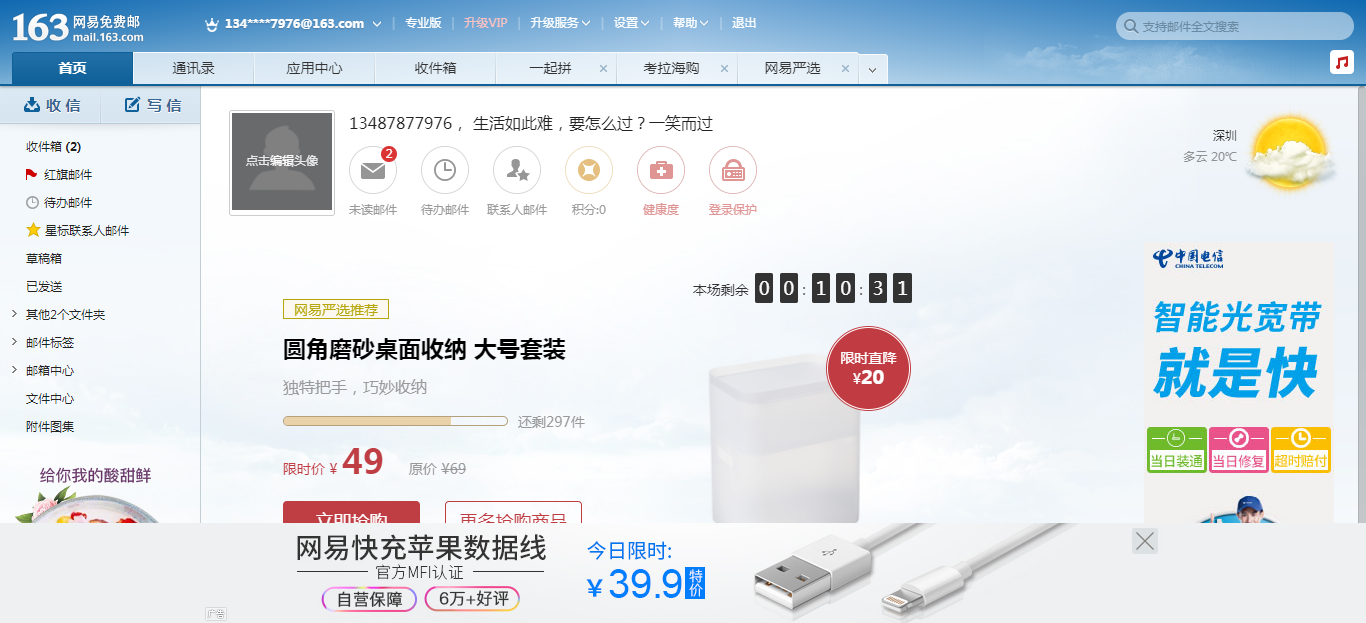 163 网易免费邮
mail.163.com
134****7976@163.com
专业版
升级VIP
升级服务
设置
帮助
退出
支持邮件全文搜索
首页
通讯录
应用中心
收件箱
一起拼
考拉海购
网易严选
收信
写信
收件箱 (2)
红旗邮件
待办邮件
星标联系人邮件
草稿箱
已发送
其他2个文件夹
邮件标签
邮箱中心
文件中心
附件图集
给你我的酸甜鲜
点击编辑头像
13487877976 ，生活如此难，要怎么过？一笑而过
2
未读邮件
待办邮件
联系人邮件
积分:0
健康度
登录保护
深圳
多云 20℃
本场剩余 00:10:31
网易严选推荐
圆角磨砂桌面收纳 大号套装
独特把手，巧妙收纳
还剩297件
限时价 ¥ 49
原价 ¥69
立即抢购
更多抢购商品
限时直降
¥20
中国电信
CHINA TELECOM
智能光宽带
就是快
当日装通
当日修复
超时赔付
网易快充苹果数据线
官方MFI认证
自营保障
6万+好评
今日限时:
¥39.9 特价
广告